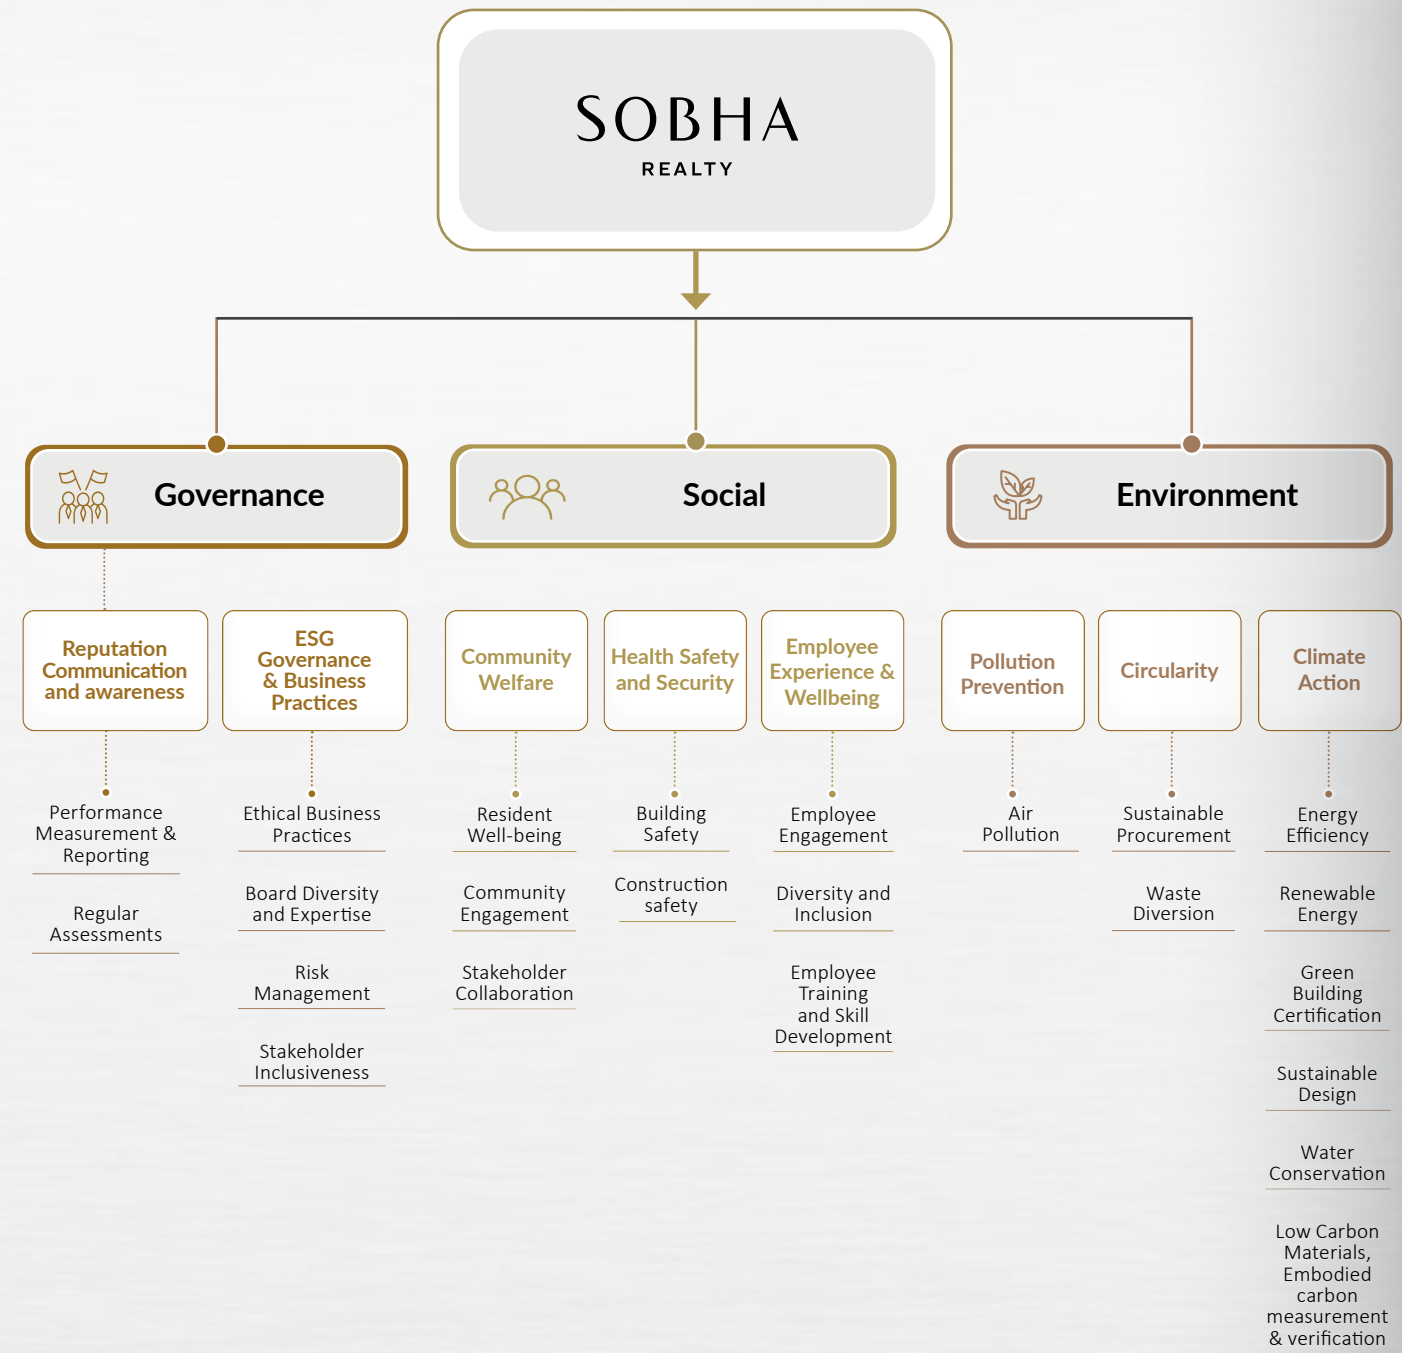 SOBHA
REALTY
Governance
Social
Environment
Reputation
Communication
and awareness
ESG
Governance
& Business
Practices
Community
Welfare
Health Safety
and Security
Employee
Experience &
Wellbeing
Pollution
Prevention
Circularity
Climate
Action
Performance
Measurement &
Reporting
Regular
Assessments
Ethical Business
Practices
Board Diversity
and Expertise
Risk
Management
Stakeholder
Inclusiveness
Resident
Well-being
Community
Engagement
Stakeholder
Collaboration
Building
Safety
Construction
safety
Employee
Engagement
Diversity and
Inclusion
Employee
Training
and Skill
Development
Air
Pollution
Sustainable
Procurement
Waste
Diversion
Energy
Efficiency
Renewable
Energy
Green
Building
Certification
Sustainable
Design
Water
Conservation
Low Carbon
Materials,
Embodied
carbon
measurement
& verification